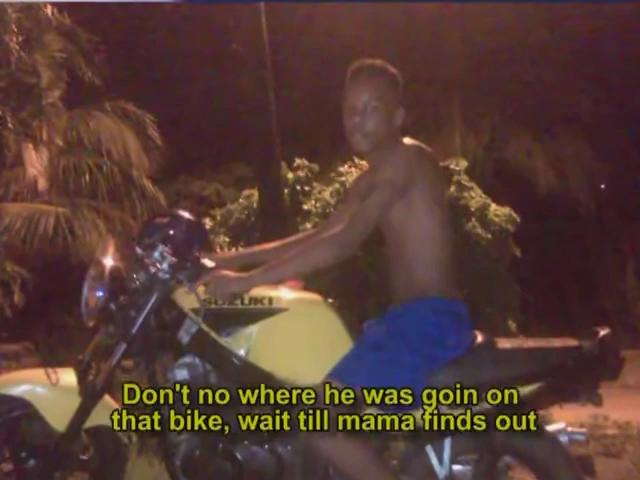 SUZUKI
Don't no where he was goin on
that bike, wait till mama finds out